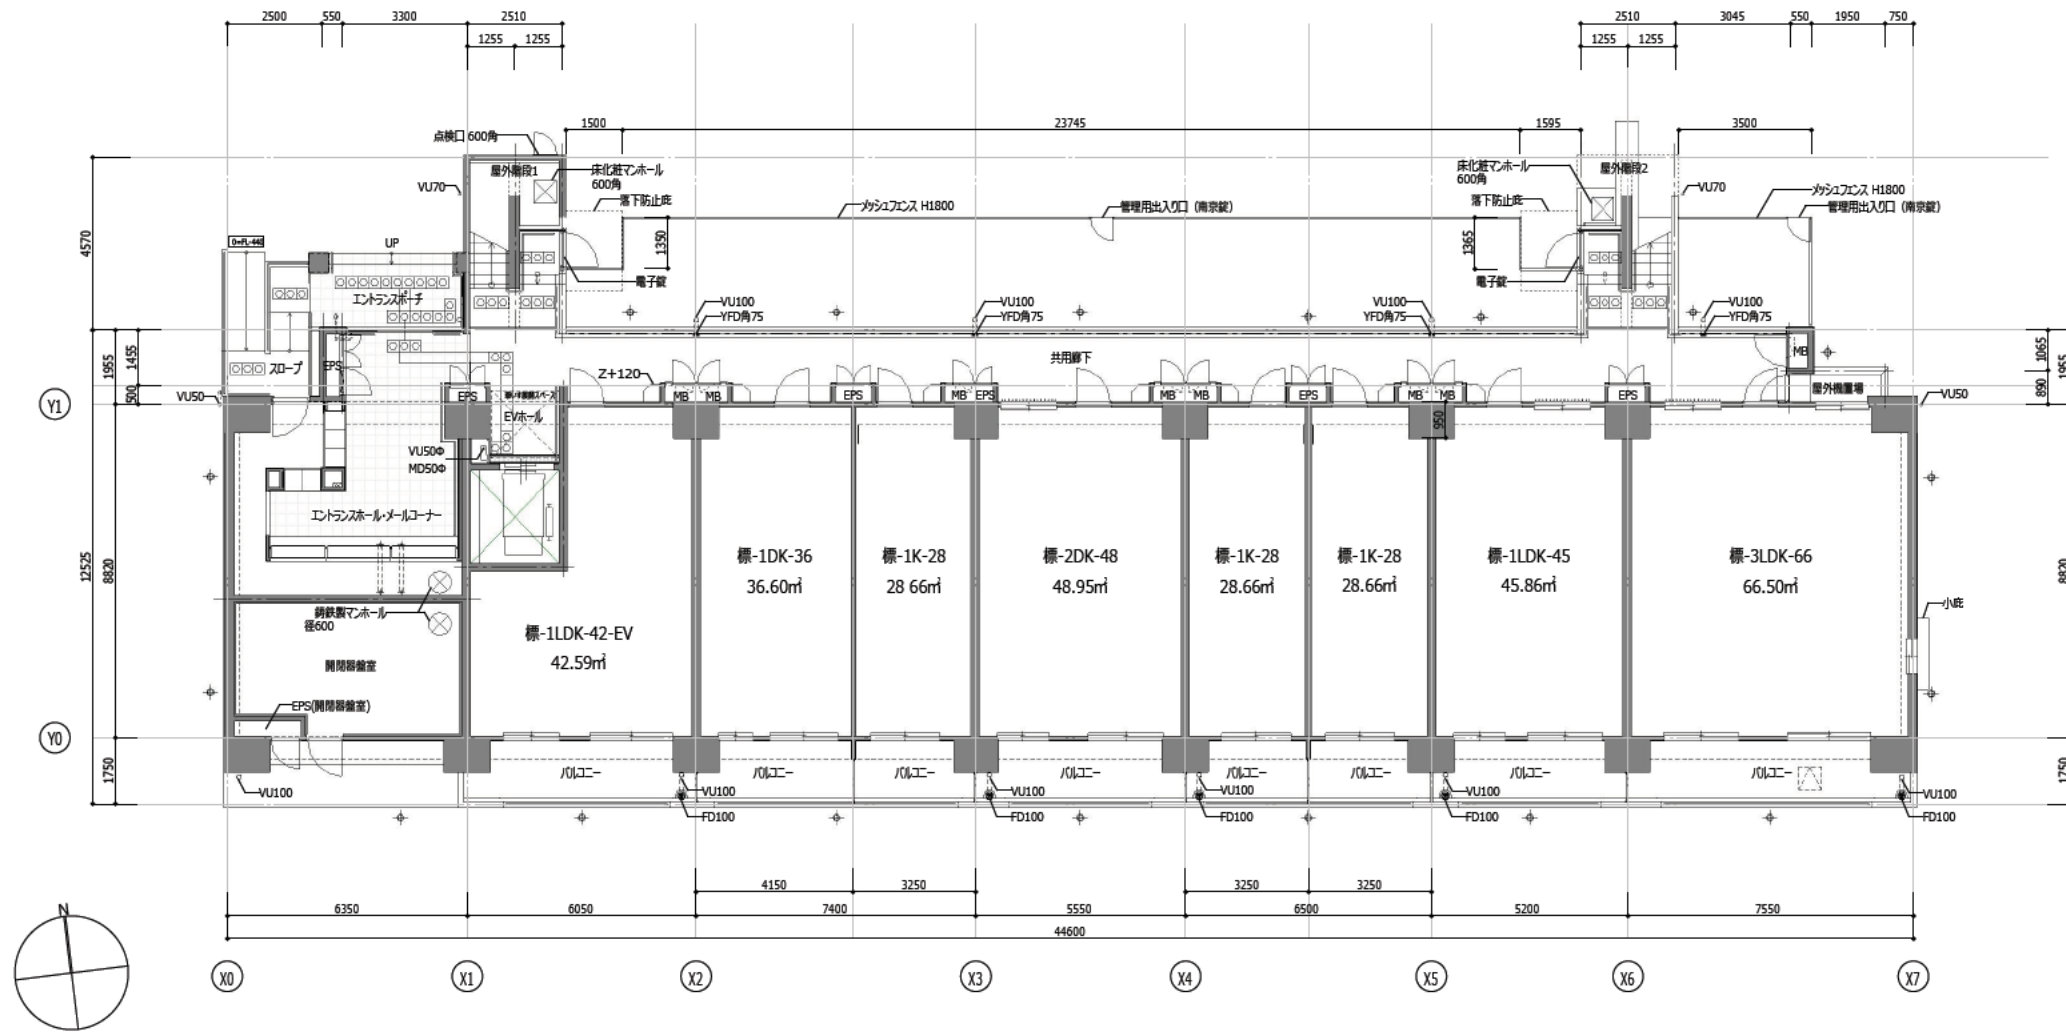 2500
550
3300
2510
2510
3045
550
1950
750
1255
1255
1255
1255
1500
23745
1595
3500
点検口 600角
屋外階段1
床化粧マンホール
600角
床化粧マンホール
600角
屋外階段2
VU70
VU70
落下防止庇
メッシュフェンス H1800
管理用出入り口（南京錠）
落下防止庇
メッシュフェンス H1800
管理用出入り口（南京錠）
4570
UP
1350
1365
電子錠
電子錠
エントランスポーチ
VU100
YFD角75
VU100
YFD角75
VU100
YFD角75
VU100
YFD角75
1955
1455
500
スロープ
EPS
共用廊下
Z+120
MB
1065
890
1955
屋外機置場
VU50
VU50
Y1
EPS
MB
MB
EPS
MB
EPS
MB
MB
EPS
MB
MB
EPS
EVホール
950
VU50Φ
MD50Φ
エントランスホール・メールコーナー
12525
8820
8820
標-1DK-36
36.60㎡
標-1K-28
28 66㎡
標-2DK-48
48.95㎡
標-1K-28
28.66㎡
標-1K-28
28.66㎡
標-1LDK-45
45.86㎡
標-3LDK-66
66.50㎡
小庇
鋳鉄製マンホール
径600
標-1LDK-42-EV
42.59㎡
開閉器盤室
EPS(開閉器盤室)
Y0
1750
1750
バルコニー
バルコニー
バルコニー
バルコニー
バルコニー
バルコニー
バルコニー
バルコニー
VU100
VU100
VU100
VU100
VU100
VU100
FD100
FD100
FD100
FD100
FD100
4150
3250
3250
3250
6350
6050
7400
5550
6500
5200
7550
44600
N
X0
X1
X2
X3
X4
X5
X6
X7